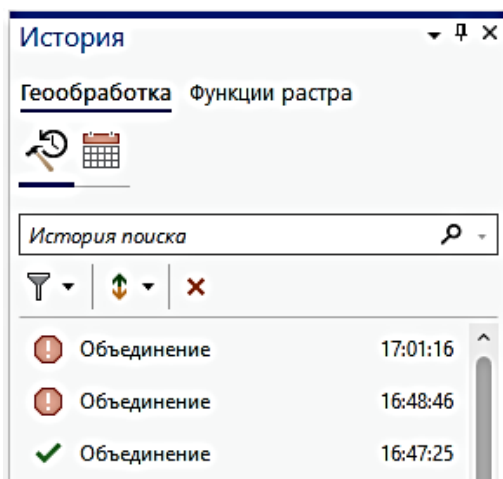 История
Геообработка Функции растра
История поиска
Объединение 17:01:16
Объединение 16:48:46
Объединение 16:47:25